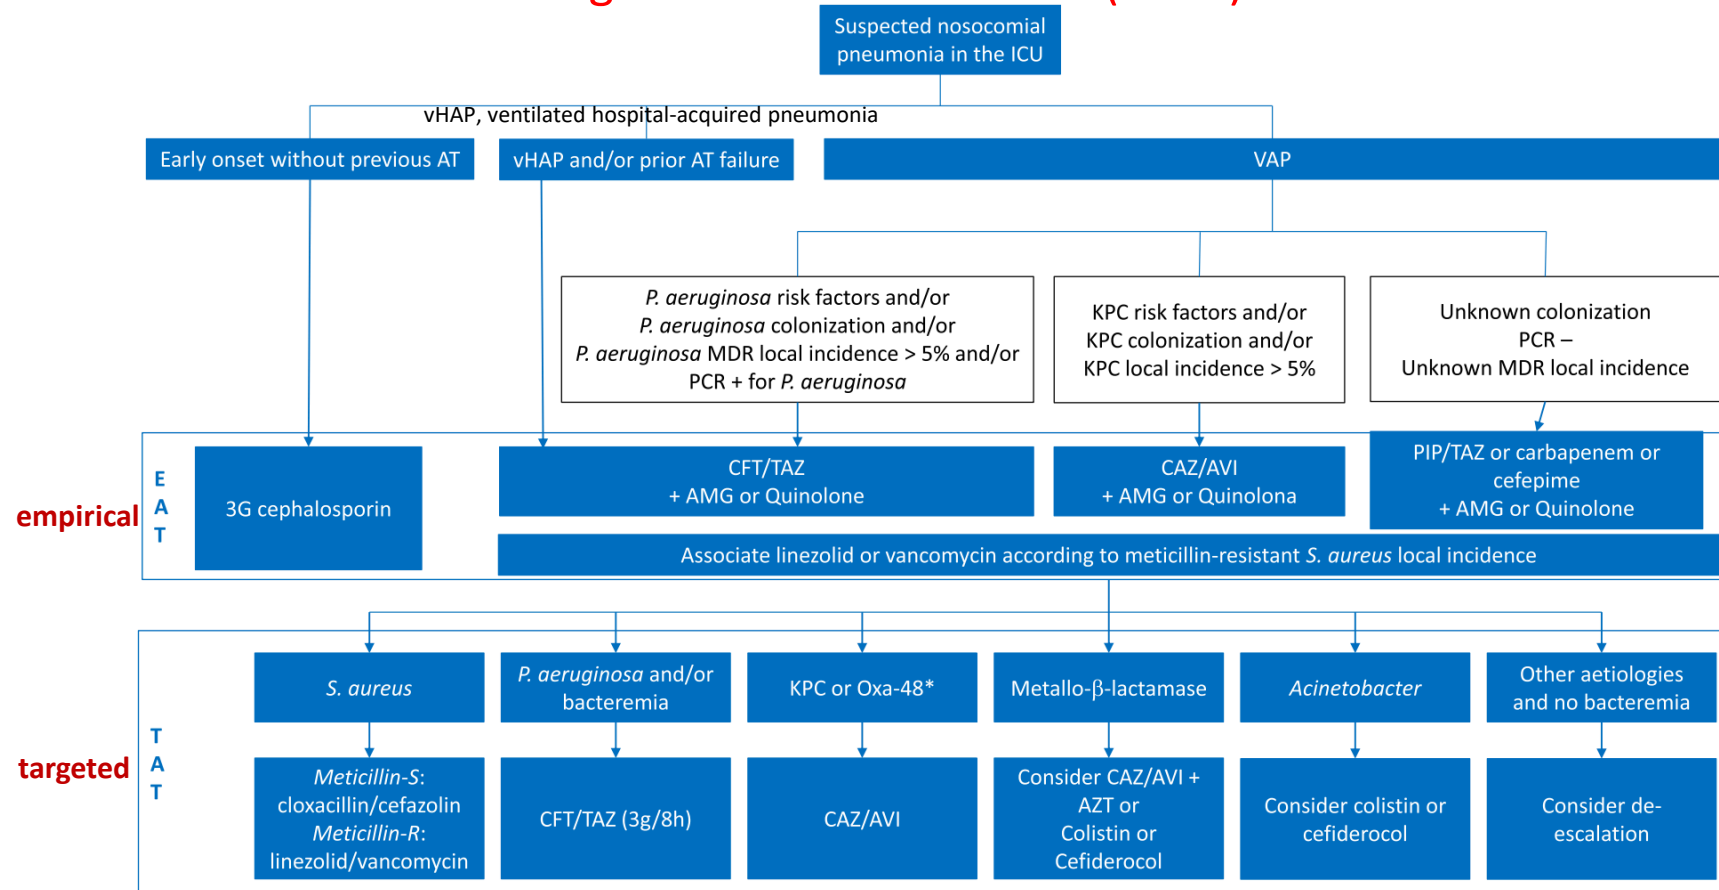 Suspected nosocomial
pneumonia in the ICU
vHAP, ventilated hospital-acquired pneumonia
Early onset without previous AT
vHAP and/or prior AT failure
VAP
P. aeruginosa risk factors and/or
P. aeruginosa colonization and/or
P. aeruginosa MDR local incidence > 5% and/or
PCR + for P. aeruginosa
KPC risk factors and/or
KPC colonization and/or
KPC local incidence > 5%
Unknown colonization
PCR –
Unknown MDR local incidence
empirical
E
A
T
3G cephalosporin
CFT/TAZ
+ AMG or Quinolone
CAZ/AVI
+ AMG or Quinolona
PIP/TAZ or carbapenem or
cefepime
+ AMG or Quinolone
Associate linezolid or vancomycin according to meticillin-resistant S. aureus local incidence
targeted
T
A
T
S. aureus
P. aeruginosa and/or
bacteremia
KPC or Oxa-48*
Metallo-β-lactamase
Acinetobacter
Other aetiologies
and no bacteremia
Meticillin-S:
cloxacillin/cefazolin
Meticillin-R:
linezolid/vancomycin
CFT/TAZ (3g/8h)
CAZ/AVI
Consider CAZ/AVI +
AZT or
Colistin or
Cefiderocol
Consider colistin or
cefiderocol
Consider de-
escalation